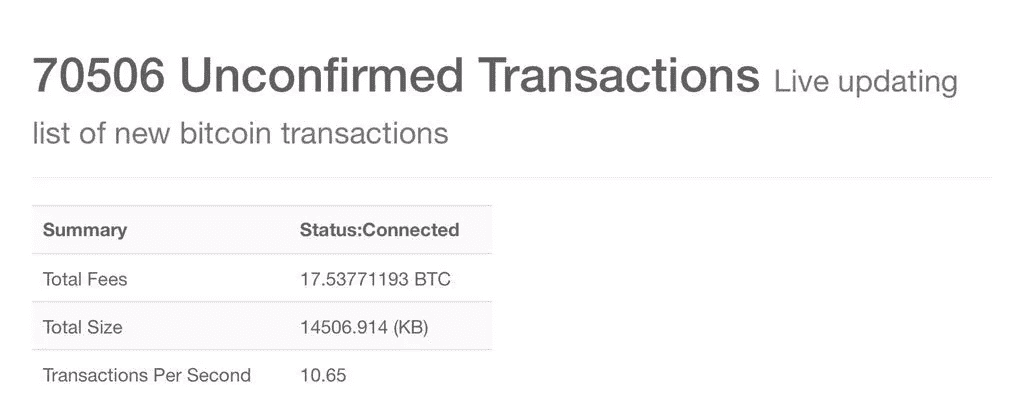 70506 Unconfirmed Transactions Live updating
list of new bitcoin transactions
Summary Status:Connected
Total Fees 17.53771193 BTC
Total Size 14506.914 (KB)
Transactions Per Second 10.65